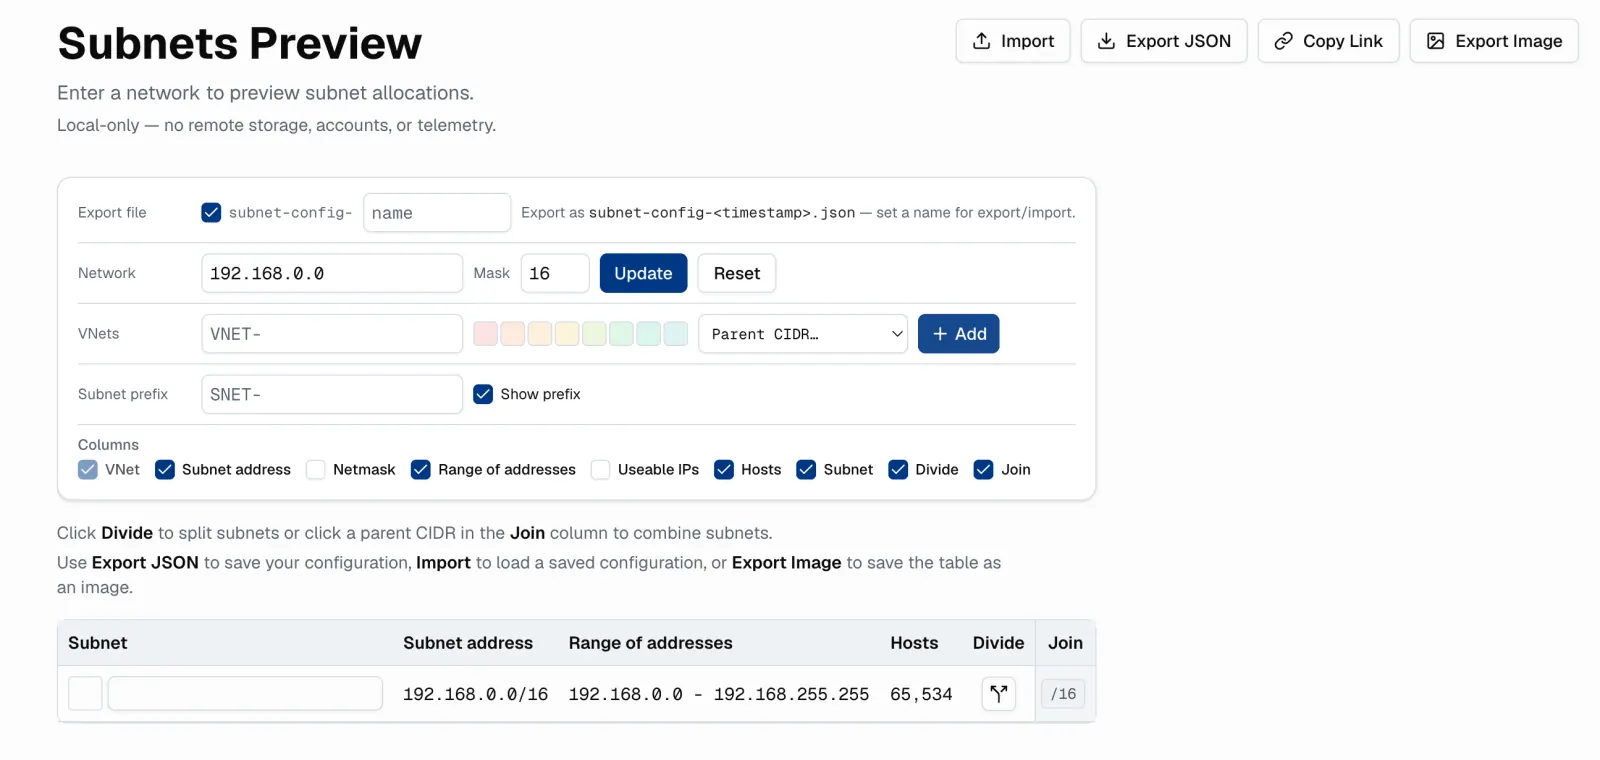 Subnets Preview
Import
Export JSON
Copy Link
Export Image
Enter a network to preview subnet allocations.
Local-only — no remote storage, accounts, or telemetry.
Export file subnet-config- name Export as subnet-config-<timestamp>.json — set a name for export/import.
Network 192.168.0.0 Mask 16 Update Reset
VNets VNET- Parent CIDR… + Add
Subnet prefix SNET- Show prefix
Columns
VNet Subnet address Netmask Range of addresses Useable IPs Hosts Subnet Divide Join
Click Divide to split subnets or click a parent CIDR in the Join column to combine subnets.
Use Export JSON to save your configuration, Import to load a saved configuration, or Export Image to save the table as
an image.
Subnet Subnet address Range of addresses Hosts Divide Join
192.168.0.0/16 192.168.0.0 - 192.168.255.255 65,534 /16